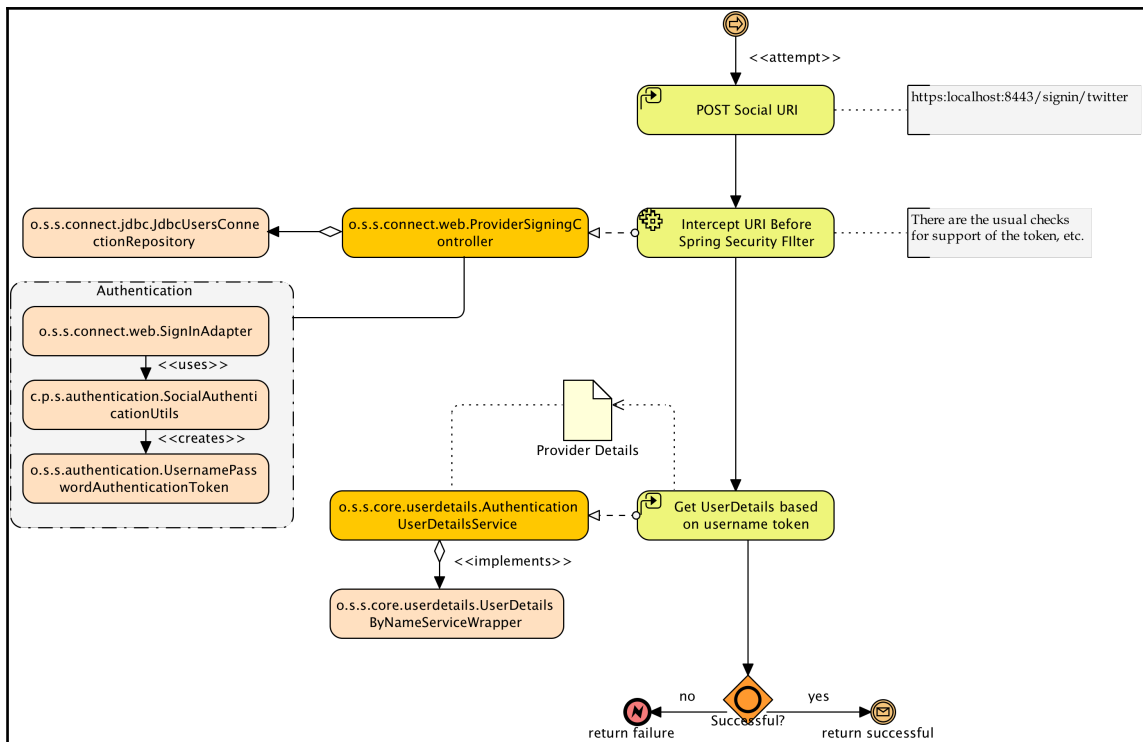 <<attempt>>
POST Social URI
https:localhost:8443/signin/twitter
o.s.s.connect.jdbc.JdbcUsersConne
ctionRepository
o.s.s.connect.web.ProviderSigningC
ontroller
Intercept URI Before
Spring Security FIlter
There are the usual checks
for support of the token, etc.
Authentication
o.s.s.connect.web.SignInAdapter
<<uses>>
c.p.s.authentication.SocialAuthenti
cationUtils
<<creates>>
o.s.s.authentication.UsernamePass
wordAuthenticationToken
Provider Details
o.s.s.core.userdetails.Authentication
UserDetailsService
Get UserDetails based
on username token
<<implements>>
o.s.s.core.userdetails.UserDetails
ByNameServiceWrapper
no
yes
Successful?
return failure
return successful